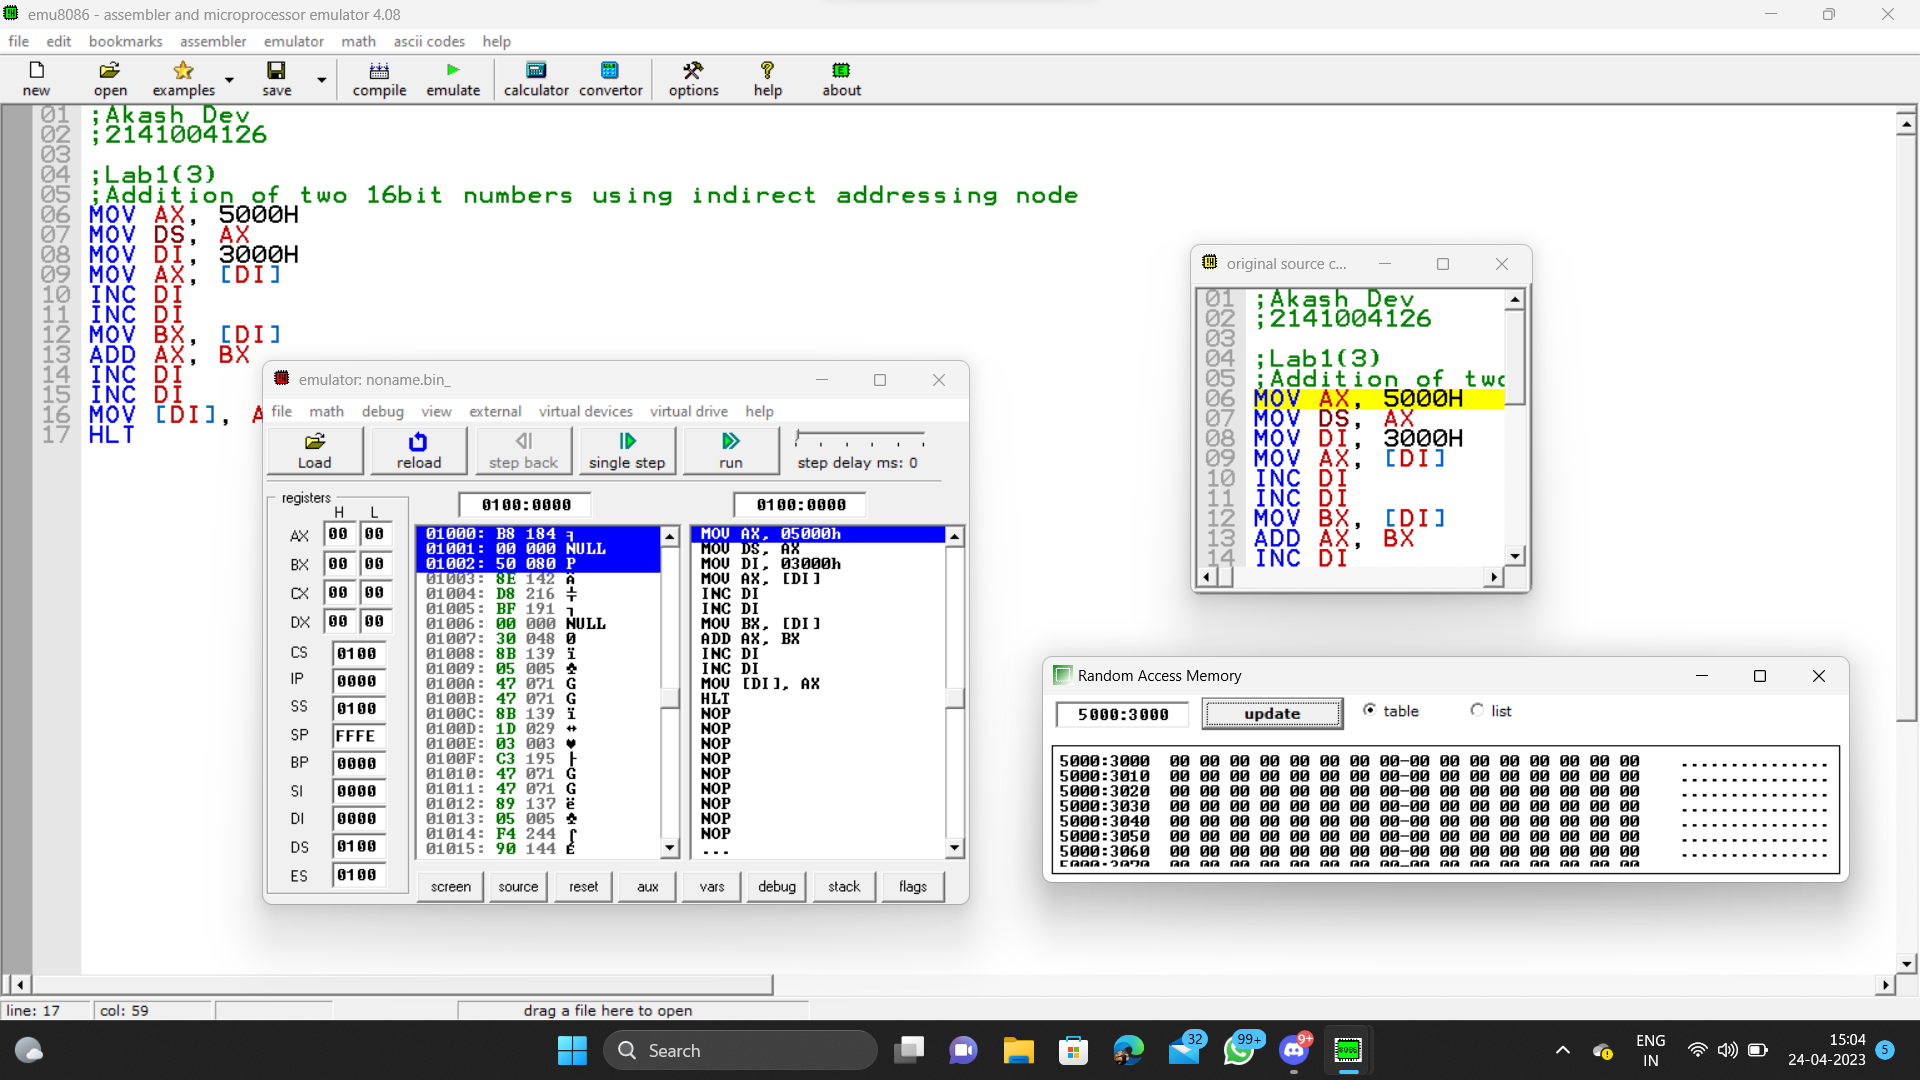 emu8086 - assembler and microprocessor emulator 4.08
file edit bookmarks assembler emulator math ascii codes help
new open examples save compile emulate calculator convertor options help about
01 ;Akash Dev
02 ;2141004126
03
04 ;Lab1(3)
05 ;Addition of two 16bit numbers using indirect addressing node
06 MOV AX, 5000H
07 MOV DS, AX
08 MOV DI, 3000H
09 MOV AX, [DI]
10 INC DI
11 INC DI
12 MOV BX, [DI]
13 ADD AX, BX
14 INC DI
15 INC DI
16 MOV [DI], A
17 HLT
emulator: noname.bin_
file math debug view external virtual devices virtual drive help
Load reload step back single step run step delay ms: 0
registers
H L
AX 00 00
BX 00 00
CX 00 00
DX 00 00
CS 0100
IP 0000
SS 0100
SP FFFE
BP 0000
SI 0000
DI 0000
DS 0100
ES 0100
0100:0000
01000: B8 184 ╕
01001: 00 000 NULL
01002: 50 080 P
01003: 8E 142 Ä
01004: D8 216 ╪
01005: BF 191 ┐
01006: 00 000 NULL
01007: 30 048 0
01008: 8B 139 ï
01009: 05 005 ♣
0100A: 47 071 G
0100B: 47 071 G
0100C: 8B 139 ï
0100D: 1D 029 ↔
0100E: 03 003 ♥
0100F: C3 195 ├
01010: 47 071 G
01011: 47 071 G
01012: 89 137 ë
01013: 05 005 ♣
01014: F4 244 ⌠
01015: 90 144 É
0100:0000
MOV AX, 05000h
MOV DS, AX
MOV DI, 03000h
MOV AX, [DI]
INC DI
INC DI
MOV BX, [DI]
ADD AX, BX
INC DI
INC DI
MOV [DI], AX
HLT
NOP
NOP
NOP
NOP
NOP
NOP
NOP
NOP
NOP
...
screen source reset aux vars debug stack flags
original source c...
01 ;Akash Dev
02 ;2141004126
03
04 ;Lab1(3)
05 ;Addition of two
06 MOV AX, 5000H
07 MOV DS, AX
08 MOV DI, 3000H
09 MOV AX, [DI]
10 INC DI
11 INC DI
12 MOV BX, [DI]
13 ADD AX, BX
14 INC DI
Random Access Memory
5000:3000 update table list
5000:3000 00 00 00 00 00 00 00 00-00 00 00 00 00 00 00 00 ................
5000:3010 00 00 00 00 00 00 00 00-00 00 00 00 00 00 00 00 ................
5000:3020 00 00 00 00 00 00 00 00-00 00 00 00 00 00 00 00 ................
5000:3030 00 00 00 00 00 00 00 00-00 00 00 00 00 00 00 00 ................
5000:3040 00 00 00 00 00 00 00 00-00 00 00 00 00 00 00 00 ................
5000:3050 00 00 00 00 00 00 00 00-00 00 00 00 00 00 00 00 ................
5000:3060 00 00 00 00 00 00 00 00-00 00 00 00 00 00 00 00 ................
5000:3070 00 00 00 00 00 00 00 00-00 00 00 00 00 00 00 00
line: 17 col: 59 drag a file here to open
Search 32 99+ 9+ 8086 ENG IN 15:04 24-04-2023 5